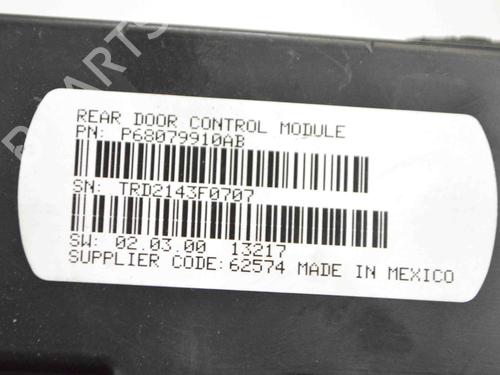 REAR DOOR CONTROL MODULE
PN: P68079910AB
SN: TRD2143F0707
SW: 02.03.00 13217
SUPPLIER CODE:62574 MADE IN MEXICO